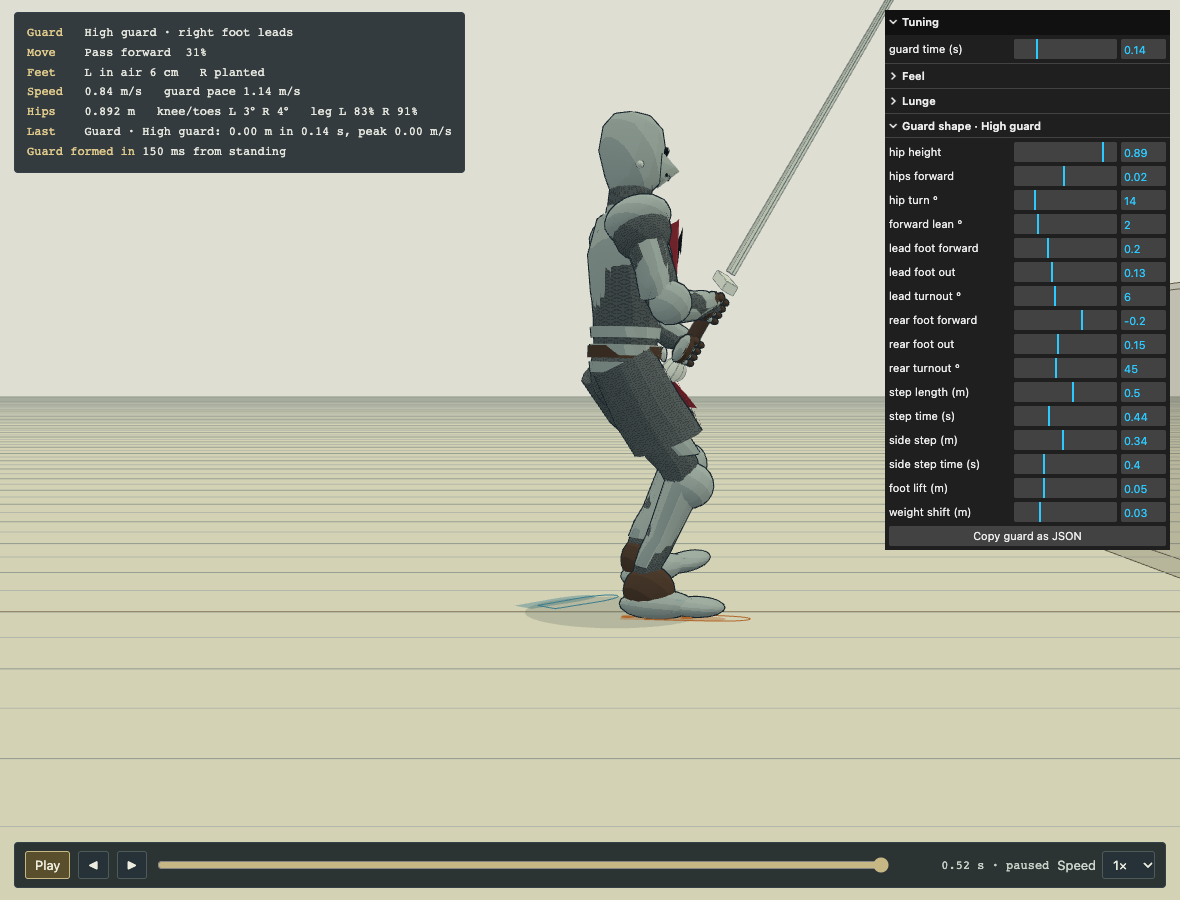 Guard High guard · right foot leads
Move Pass forward 31%
Feet L in air 6 cm R planted
Speed 0.84 m/s guard pace 1.14 m/s
Hips 0.892 m knee/toes L 3° R 4° leg L 83% R 91%
Last Guard · High guard: 0.00 m in 0.14 s, peak 0.00 m/s
Guard formed in 150 ms from standing
Tuning
guard time (s) 0.14
Feel
Lunge
Guard shape · High guard
hip height 0.89
hips forward 0.02
hip turn ° 14
forward lean ° 2
lead foot forward 0.2
lead foot out 0.13
lead turnout ° 6
rear foot forward -0.2
rear foot out 0.15
rear turnout ° 45
step length (m) 0.5
step time (s) 0.44
side step (m) 0.34
side step time (s) 0.4
foot lift (m) 0.05
weight shift (m) 0.03
Copy guard as JSON
Play 0.52 s · paused Speed 1×